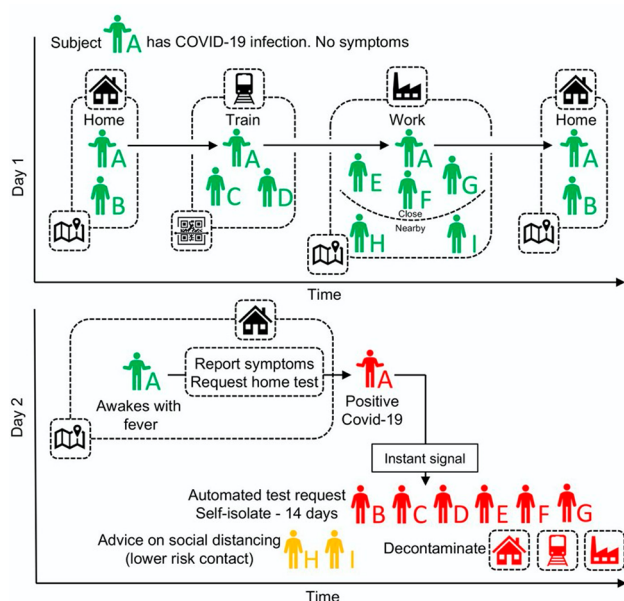 Subject A has COVID-19 infection. No symptoms
Day 1
Home
Train
Work
Home
A
A
A
A
B
C
D
E
F
G
B
Close
Nearby
H
I
Time
Day 2
A
Report symptoms
Request home test
A
Awakes with
fever
Positive
Covid-19
Instant signal
Automated test request
Self-isolate - 14 days
B C D E F G
Advice on social distancing
(lower risk contact)
H I
Decontaminate
Time